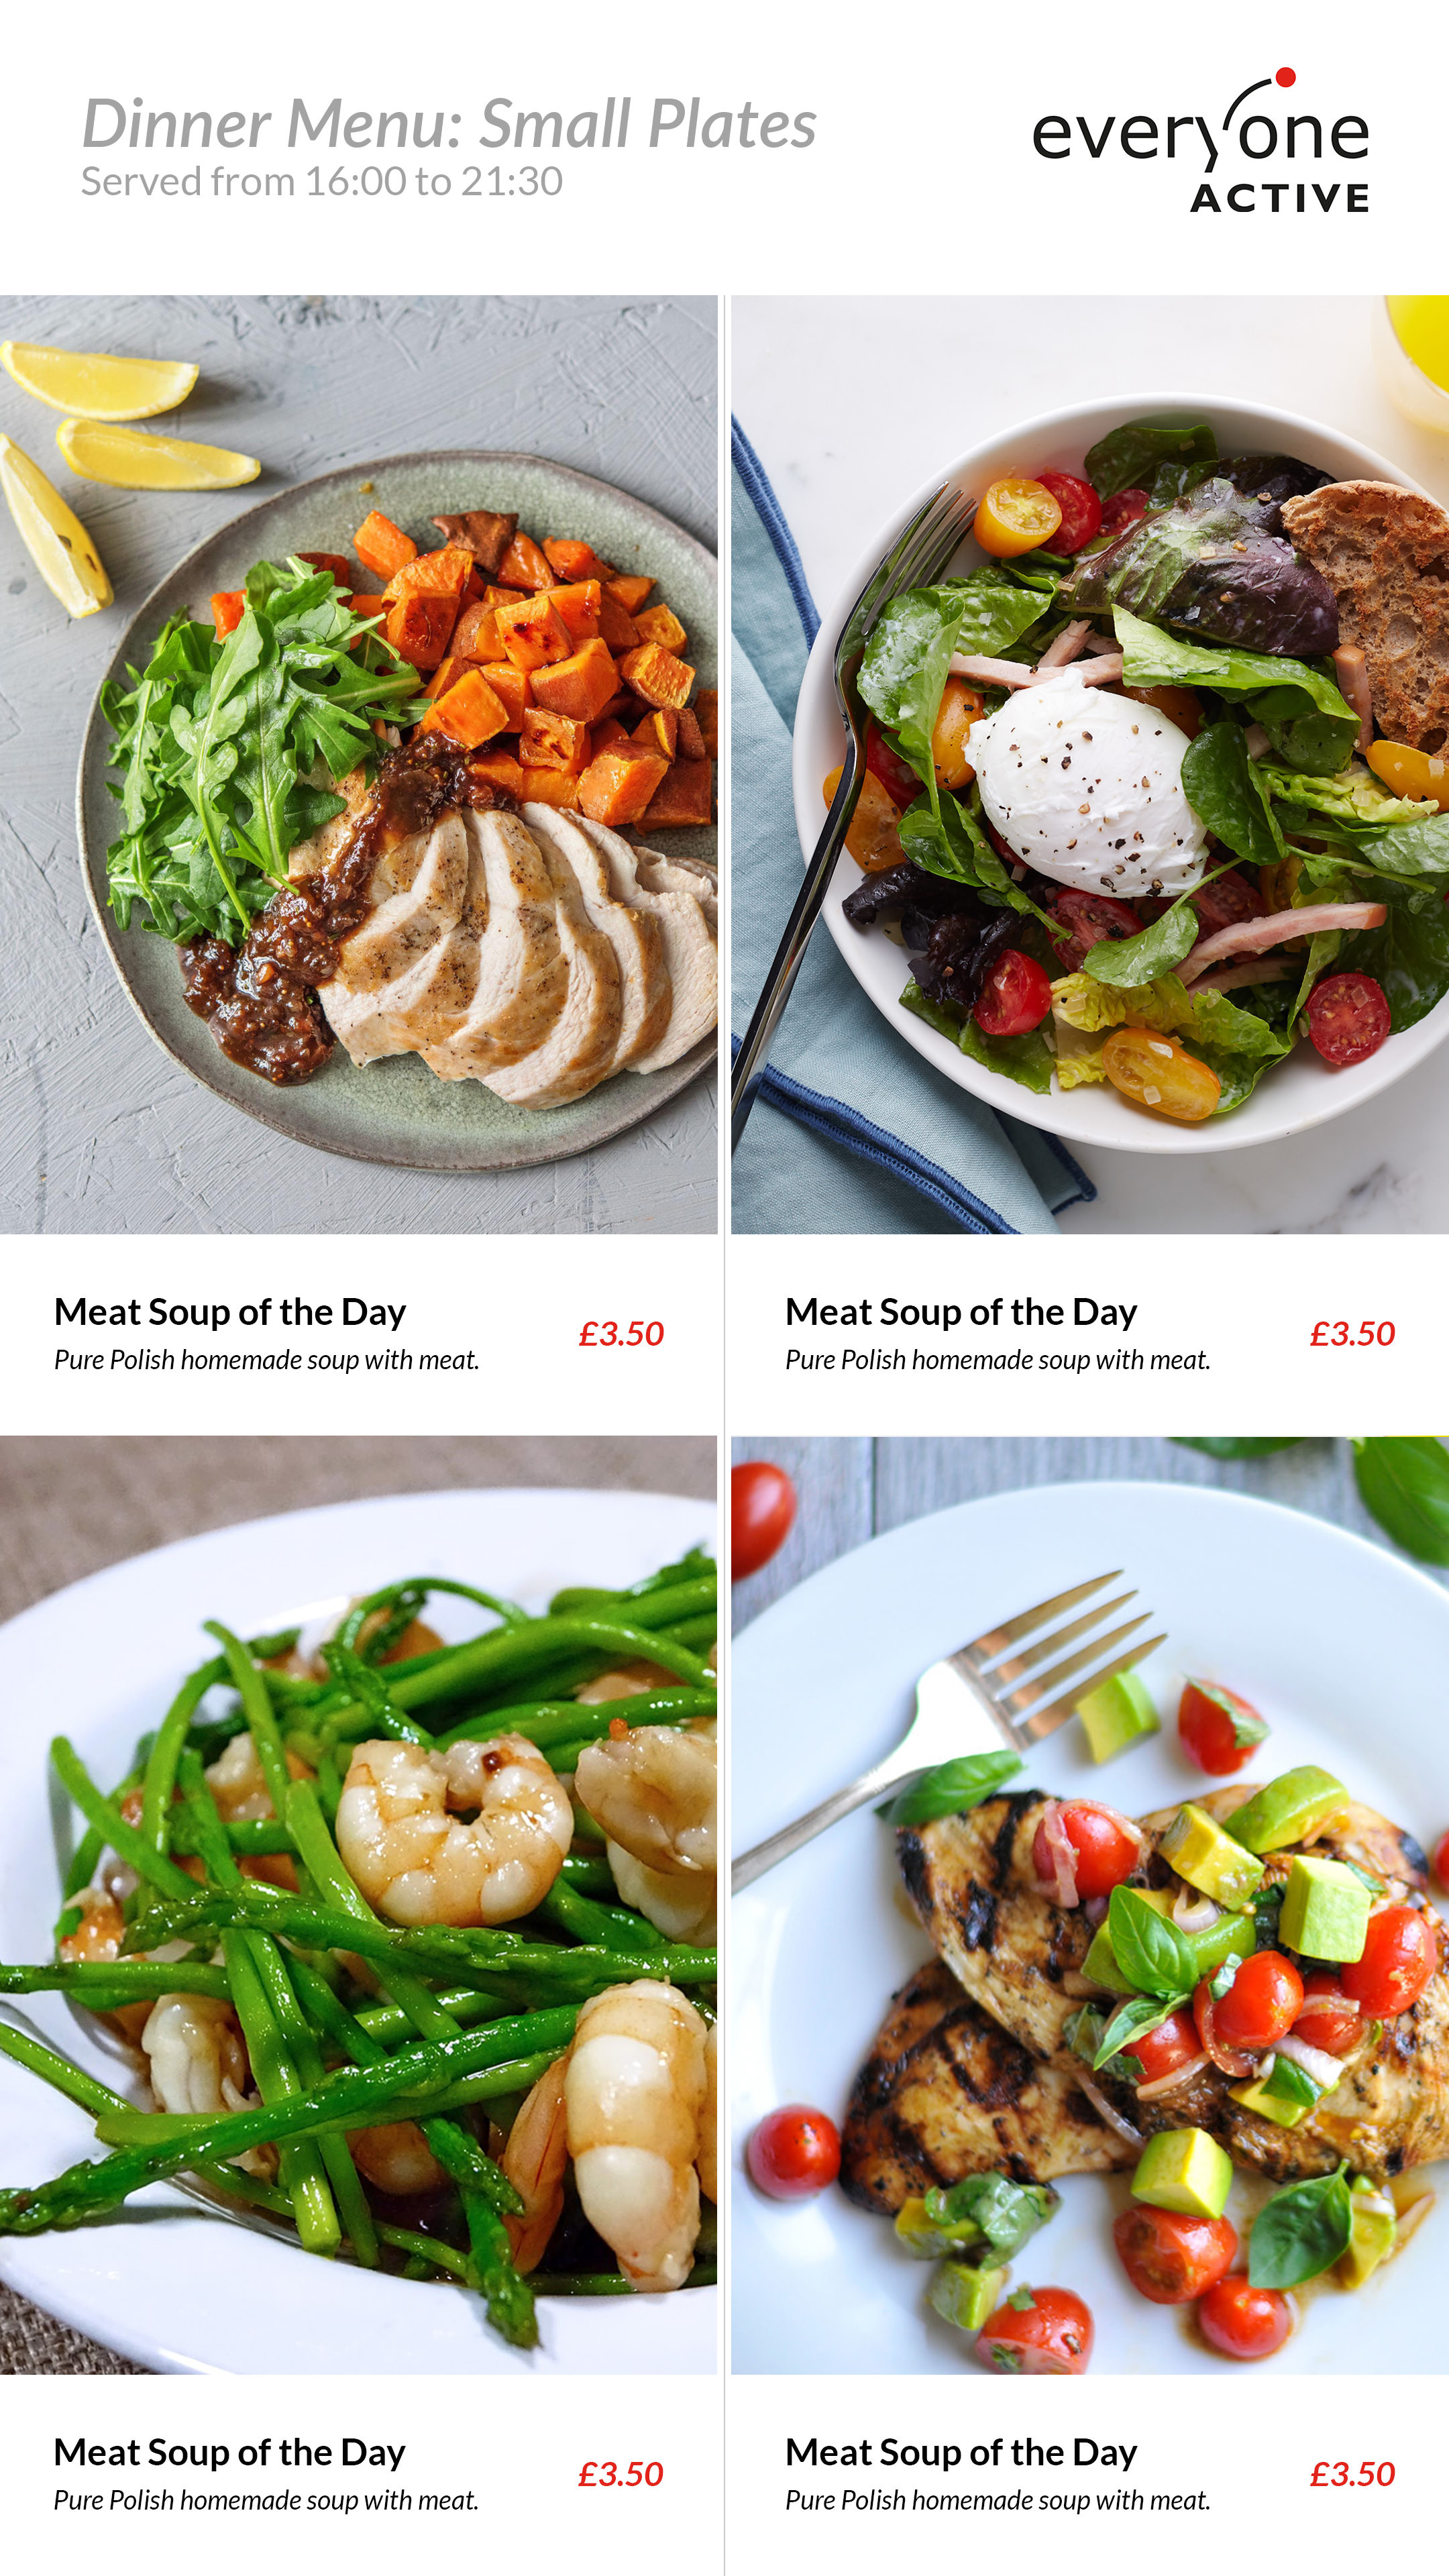 Dinner Menu: Small Plates
Served from 16:00 to 21:30
everyone
ACTIVE
Meat Soup of the Day
Pure Polish homemade soup with meat.
£3.50
Meat Soup of the Day
Pure Polish homemade soup with meat.
£3.50
Meat Soup of the Day
Pure Polish homemade soup with meat.
£3.50
Meat Soup of the Day
Pure Polish homemade soup with meat.
£3.50